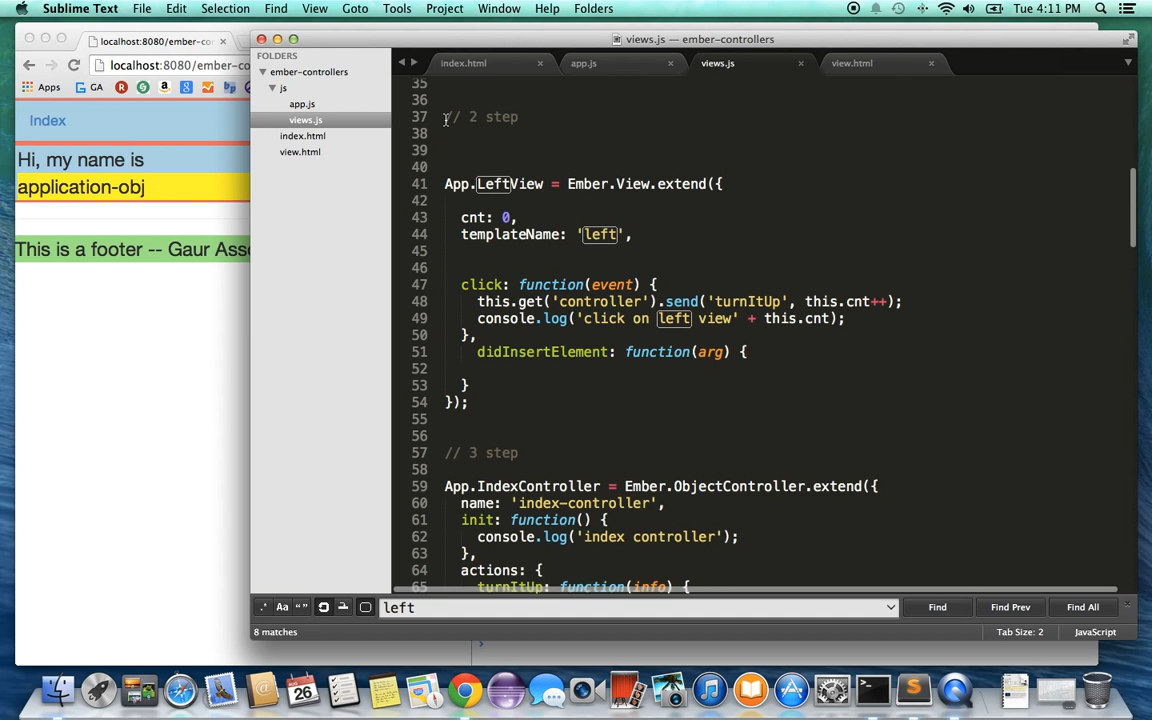 Sublime Text File Edit Selection Find View Goto Tools Project Window Help Folders Tue 4:11 PM
localhost:8080/ember-co
views.js — ember-controllers
localhost:8080/ember-co
Apps GA
Index
Hi, my name is
application-obj
This is a footer -- Gaur Asso
FOLDERS
ember-controllers
js
app.js
views.js
index.html
view.html
index.html app.js views.js view.html
35
36
37 // 2 step
38
39
40
41 App.LeftView = Ember.View.extend({
42
43 cnt: 0,
44 templateName: 'left',
45
46
47 click: function(event) {
48 this.get('controller').send('turnItUp', this.cnt++);
49 console.log('click on left view' + this.cnt);
50 },
51 didInsertElement: function(arg) {
52
53 }
54 });
55
56
57 // 3 step
58
59 App.IndexController = Ember.ObjectController.extend({
60 name: 'index-controller',
61 init: function() {
62 console.log('index controller');
63 },
64 actions: {
65 turnItUp: function(info) {
.* Aa “” left Find Find Prev Find All
8 matches Tab Size: 2 JavaScript
AUG
26